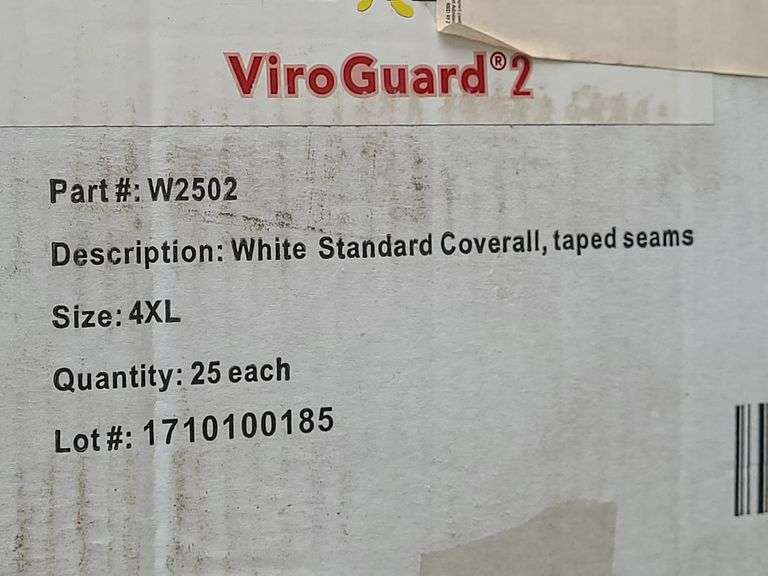 ViroGuard®2
Part #: W2502
Description: White Standard Coverall, taped seams
Size: 4XL
Quantity: 25 each
Lot #: 1710100185